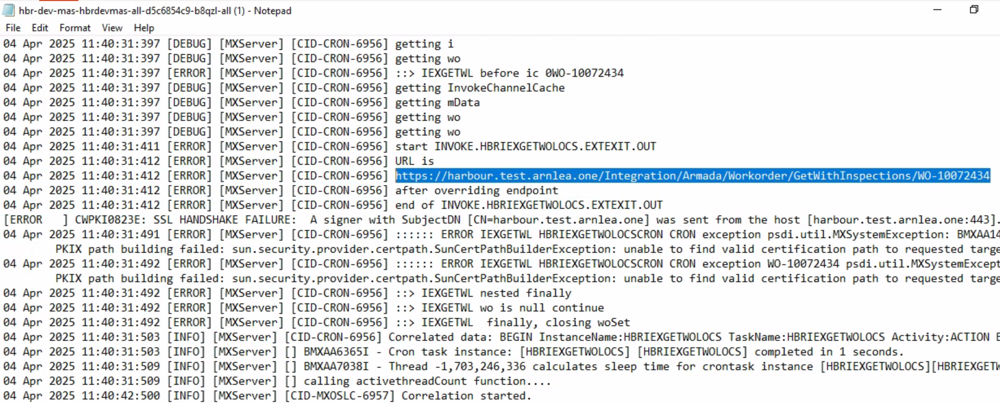 hbr-dev-mas-hbrdevmas-all-d5c6854c9-b8qzl-all (1) - Notepad
File Edit Format View Help
04 Apr 2025 11:40:31:397 [DEBUG] [MXServer] [CID-CRON-6956] getting i
04 Apr 2025 11:40:31:397 [DEBUG] [MXServer] [CID-CRON-6956] getting wo
04 Apr 2025 11:40:31:397 [ERROR] [MXServer] [CID-CRON-6956] ::> IEXGETWL before ic 0WO-10072434
04 Apr 2025 11:40:31:397 [DEBUG] [MXServer] [CID-CRON-6956] getting InvokeChannelCache
04 Apr 2025 11:40:31:397 [DEBUG] [MXServer] [CID-CRON-6956] getting mData
04 Apr 2025 11:40:31:397 [DEBUG] [MXServer] [CID-CRON-6956] getting wo
04 Apr 2025 11:40:31:397 [DEBUG] [MXServer] [CID-CRON-6956] getting wo
04 Apr 2025 11:40:31:411 [ERROR] [MXServer] [CID-CRON-6956] start INVOKE.HBRIEXGETWOLOCS.EXTEXIT.OUT
04 Apr 2025 11:40:31:412 [ERROR] [MXServer] [CID-CRON-6956] URL is
04 Apr 2025 11:40:31:412 [ERROR] [MXServer] [CID-CRON-6956] https://harbour.test.arnlea.one/Integration/Armada/Workorder/GetWithInspections/WO-10072434
04 Apr 2025 11:40:31:412 [ERROR] [MXServer] [CID-CRON-6956] after overriding endpoint
04 Apr 2025 11:40:31:412 [ERROR] [MXServer] [CID-CRON-6956] end of INVOKE.HBRIEXGETWOLOCS.EXTEXIT.OUT
[ERROR   ] CWPKI0823E: SSL HANDSHAKE FAILURE:  A signer with SubjectDN [CN=harbour.test.arnlea.one] was sent from the host [harbour.test.arnlea.one:443].
04 Apr 2025 11:40:31:491 [ERROR] [MXServer] [CID-CRON-6956] :::::: ERROR IEXGETWL HBRIEXGETWOLOCSCRON CRON exception psdi.util.MXSystemException: BMXAA14
PKIX path building failed: sun.security.provider.certpath.SunCertPathBuilderException: unable to find valid certification path to requested targe
04 Apr 2025 11:40:31:492 [ERROR] [MXServer] [CID-CRON-6956] :::::: ERROR IEXGETWL HBRIEXGETWOLOCSCRON CRON exception WO-10072434 psdi.util.MXSystemExcept
PKIX path building failed: sun.security.provider.certpath.SunCertPathBuilderException: unable to find valid certification path to requested targe
04 Apr 2025 11:40:31:492 [ERROR] [MXServer] [CID-CRON-6956] ::> IEXGETWL nested finally
04 Apr 2025 11:40:31:492 [ERROR] [MXServer] [CID-CRON-6956] ::> IEXGETWL wo is null continue
04 Apr 2025 11:40:31:492 [ERROR] [MXServer] [CID-CRON-6956] ::> IEXGETWL  finally, closing woSet
04 Apr 2025 11:40:31:503 [INFO] [MXServer] [CID-CRON-6956] Correlated data: BEGIN InstanceName:HBRIEXGETWOLOCS TaskName:HBRIEXGETWOLOCS Activity:ACTION E
04 Apr 2025 11:40:31:503 [INFO] [MXServer] [] BMXAA6365I - Cron task instance: [HBRIEXGETWOLOCS] [HBRIEXGETWOLOCS] completed in 1 seconds.
04 Apr 2025 11:40:31:509 [INFO] [MXServer] [] BMXAA7038I - Thread -1,703,246,336 calculates sleep time for crontask instance [HBRIEXGETWOLOCS][HBRIEXGETW
04 Apr 2025 11:40:31:509 [INFO] [MXServer] [] calling activethreadCount function....
04 Apr 2025 11:40:42:500 [INFO] [MXServer] [CID-MXOSLC-6957] Correlation started.